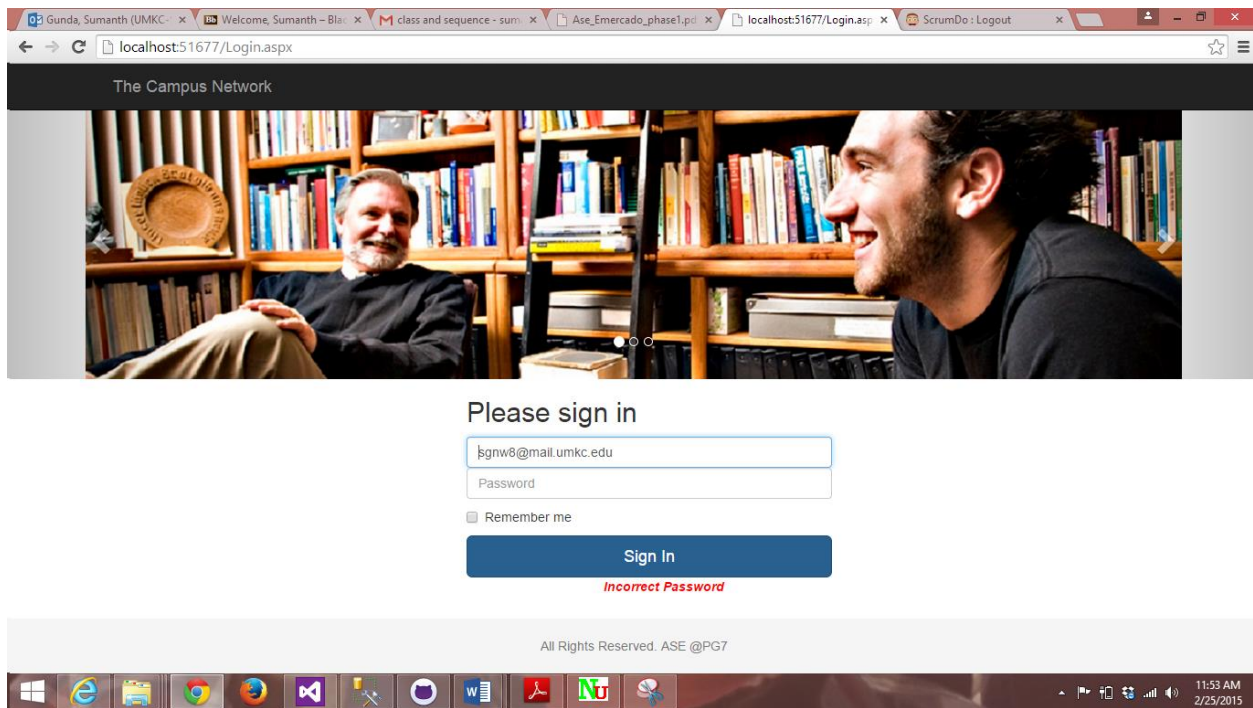 Gunda, Sumanth (UMKC-
Welcome, Sumanth – Blac
class and sequence - sum
Ase_Emercado_phase1.pd
localhost:51677/Login.asp
ScrumDo : Logout
localhost:51677/Login.aspx
The Campus Network
Please sign in
sgnw8@mail.umkc.edu
Password
Remember me
Sign In
Incorrect Password
All Rights Reserved. ASE @PG7
11:53 AM
2/25/2015